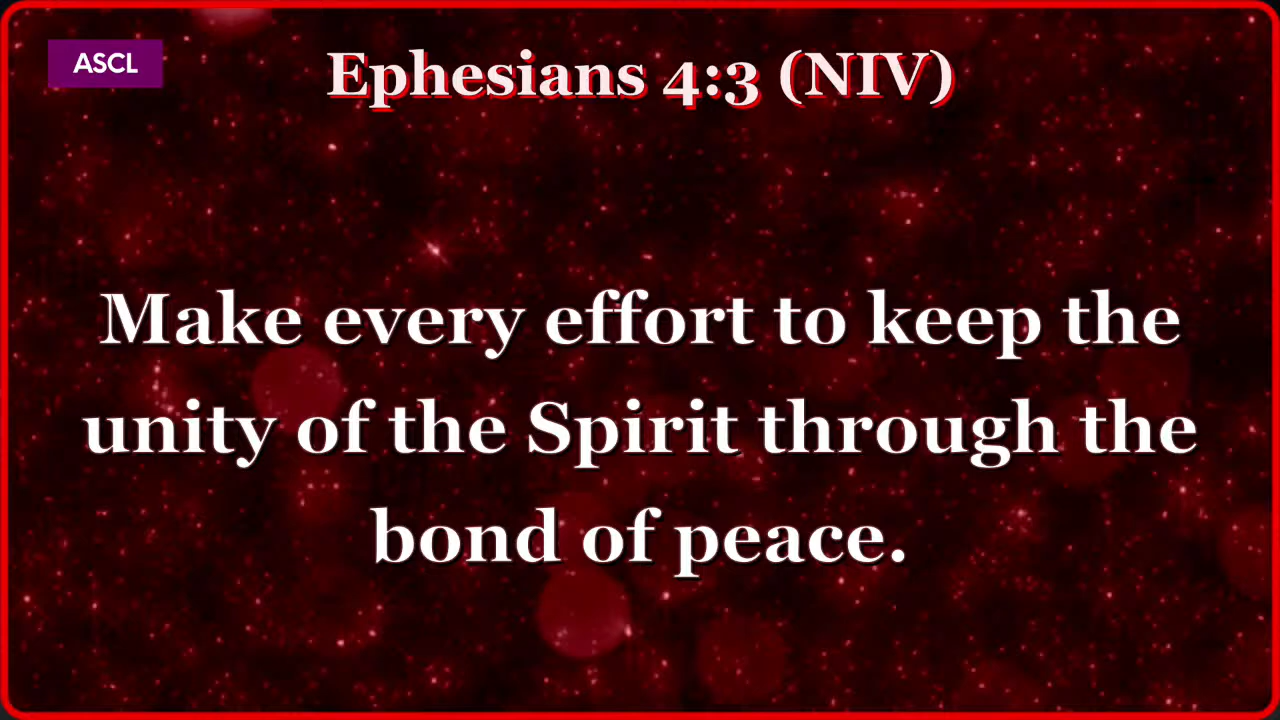 ASCL
Ephesians 4:3 (NIV)
Make every effort to keep the
unity of the Spirit through the
bond of peace.